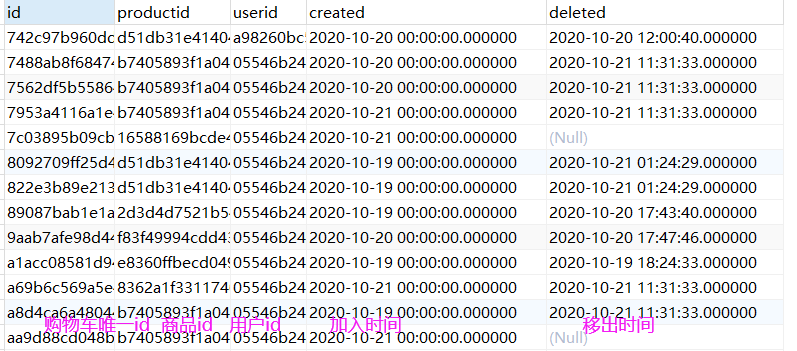 id productid userid created deleted
742c97b960dc d51db31e41404 a98260bc5 2020-10-20 00:00:00.000000 2020-10-20 12:00:40.000000
7488ab8f68474 b7405893f1a04 05546b24 2020-10-20 00:00:00.000000 2020-10-21 11:31:33.000000
7562df5b5586 b7405893f1a04 05546b24 2020-10-20 00:00:00.000000 2020-10-21 11:31:33.000000
7953a4116a1e b7405893f1a04 05546b24 2020-10-21 00:00:00.000000 2020-10-21 11:31:33.000000
7c03895b09cb 16588169bcde4 05546b24 2020-10-21 00:00:00.000000 (Null)
8092709ff25d4 d51db31e41404 05546b24 2020-10-19 00:00:00.000000 2020-10-21 01:24:29.000000
822e3b89e213 d51db31e41404 05546b24 2020-10-19 00:00:00.000000 2020-10-21 01:24:29.000000
89087bab1e1a 2d3d4d7521b5 05546b24 2020-10-19 00:00:00.000000 2020-10-20 17:43:40.000000
9aab7afe98d44 f83f49994cdd4 05546b24 2020-10-20 00:00:00.000000 2020-10-20 17:47:46.000000
a1acc08581d9 e8360ffbecd049 05546b24 2020-10-19 00:00:00.000000 2020-10-19 18:24:33.000000
a69b6c569a5e 8362a1f331174 05546b24 2020-10-21 00:00:00.000000 2020-10-21 11:31:33.000000
a8d4ca6a4804 b7405893f1a04 05546b24 2020-10-19 00:00:00.000000 2020-10-21 11:31:33.000000
购物车唯一id 商品id 用户id 加入时间 移出时间
aa9d88cd048b b7405893f1a04 05546b24 2020-10-21 00:00:00.000000 (Null)